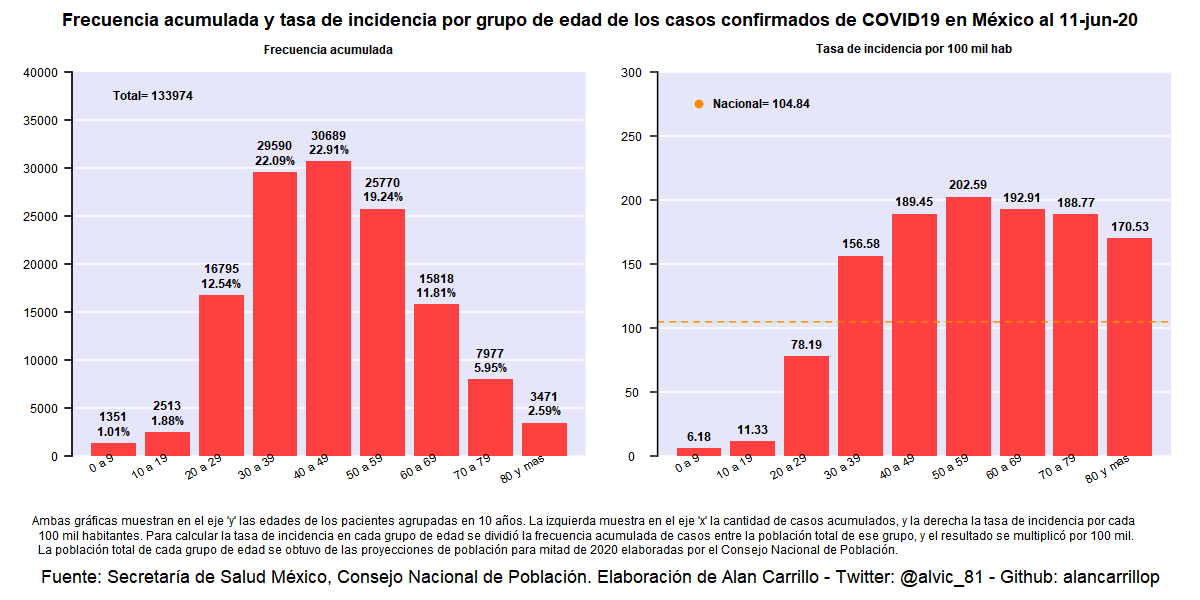 Frecuencia acumulada y tasa de incidencia por grupo de edad de los casos confirmados de COVID19 en México al 11-jun-20
Frecuencia acumulada
40000
35000
30000
25000
20000
15000
10000
5000
0
Total= 133974
1351
1.01%
2513
1.88%
16795
12.54%
29590
22.09%
30689
22.91%
25770
19.24%
15818
11.81%
7977
5.95%
3471
2.59%
0 a 9
10 a 19
20 a 29
30 a 39
40 a 49
50 a 59
60 a 69
70 a 79
80 y mas
Tasa de incidencia por 100 mil hab
300
250
200
150
100
50
0
Nacional= 104.84
6.18
11.33
78.19
156.58
189.45
202.59
192.91
188.77
170.53
0 a 9
10 a 19
20 a 29
30 a 39
40 a 49
50 a 59
60 a 69
70 a 79
80 y mas
Ambas gráficas muestran en el eje 'y' las edades de los pacientes agrupadas en 10 años. La izquierda muestra en el eje 'x' la cantidad de casos acumulados, y la derecha la tasa de incidencia por cada
100 mil habitantes. Para calcular la tasa de incidencia en cada grupo de edad se dividió la frecuencia acumulada de casos entre la población total de ese grupo, y el resultado se multiplicó por 100 mil.
La población total de cada grupo de edad se obtuvo de las proyecciones de población para mitad de 2020 elaboradas por el Consejo Nacional de Población.
Fuente: Secretaría de Salud México, Consejo Nacional de Población. Elaboración de Alan Carrillo - Twitter: @alvic_81 - Github: alancarrillop